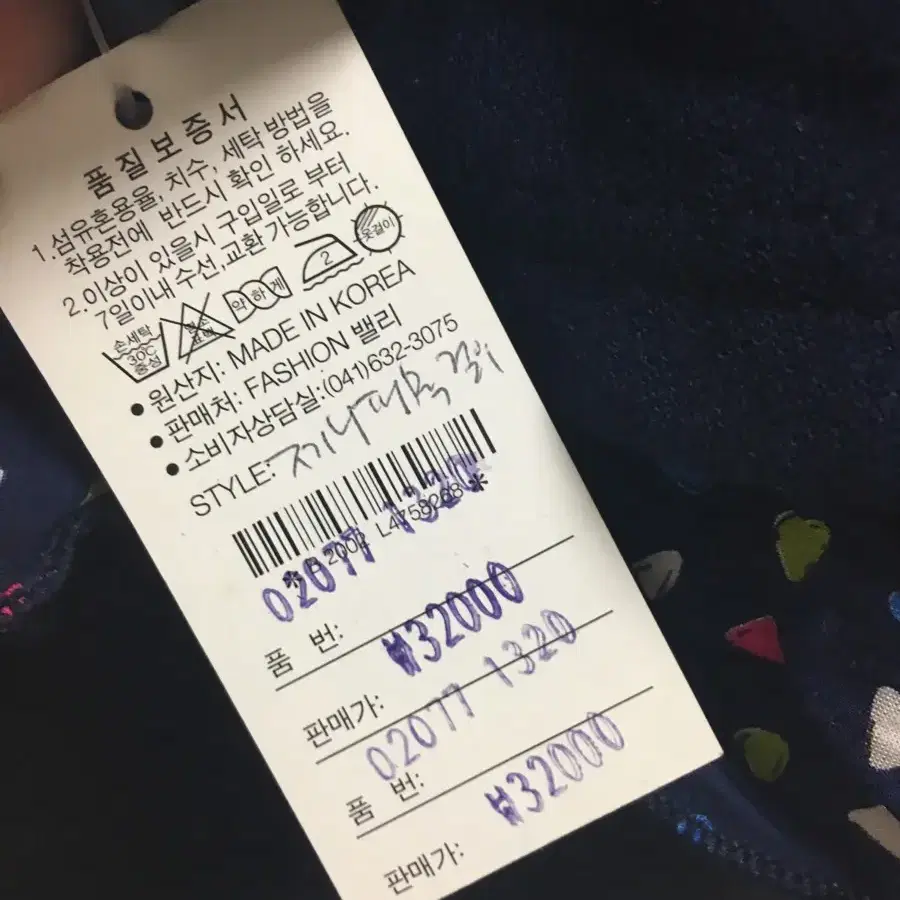 품질보증서
1.섬유혼용율, 치수, 세탁 방법을
착용전에 반드시 확인 하세요.
2.이상이 있을시 구입일로 부터
7일이내 수선,교환 가능합니다.
손세탁 30℃ 중성
약하게
2
옷걸이
● 원산지: MADE IN KOREA
● 판매처: FASHION 밸리
● 소비자상담실:(041)632-3075
STYLE:
2002 L4758268 *
02077 1320
품 번:
₩32000
판매가:
02077 1320
품 번:
₩32000
판매가: